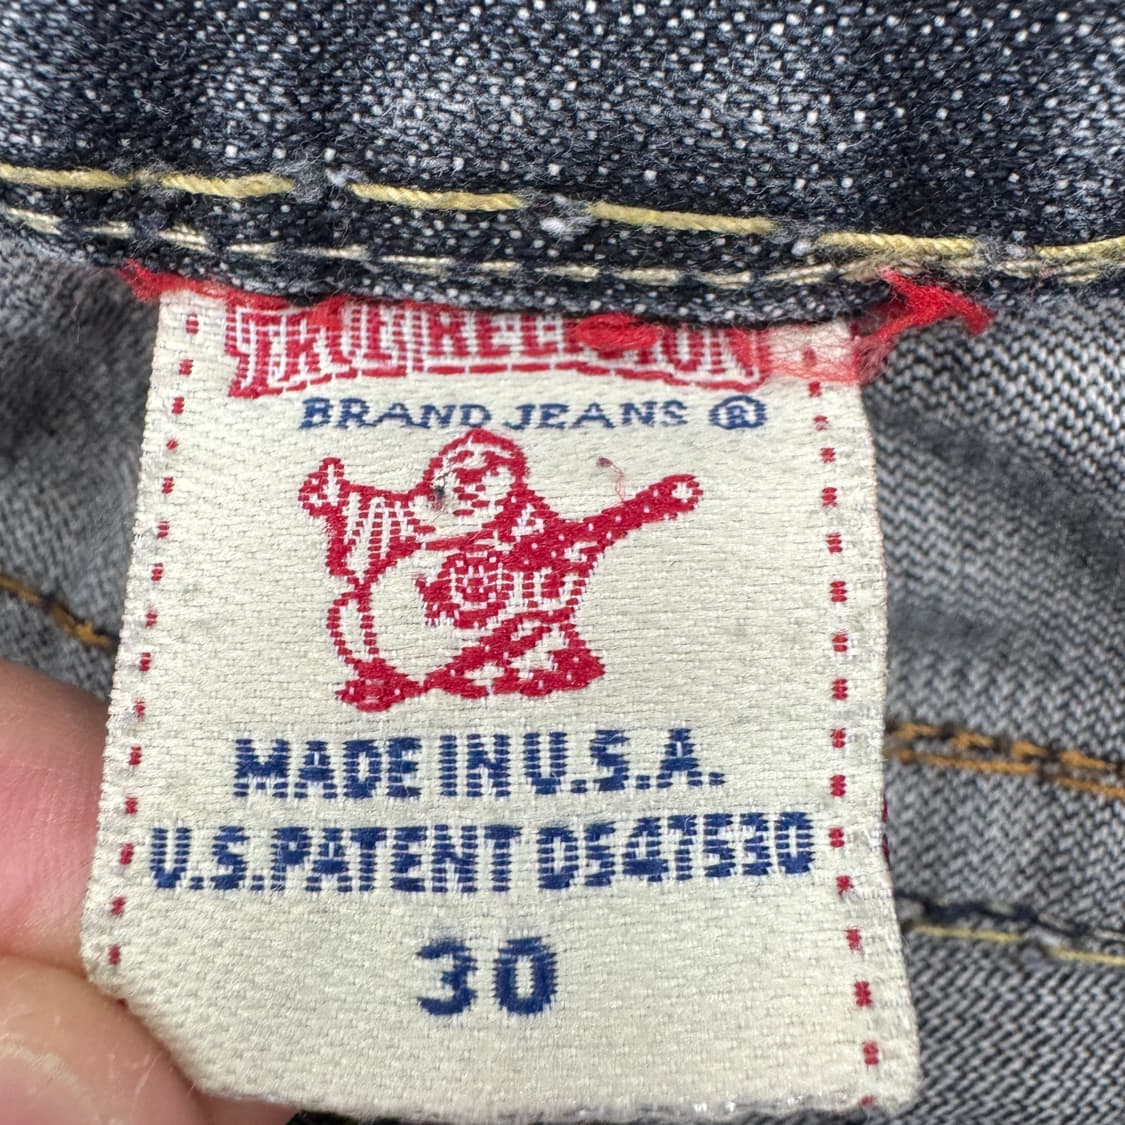 TRUE RELIGION
BRAND JEANS ®
MADE IN U.S.A.
U.S. PATENT D547530
30